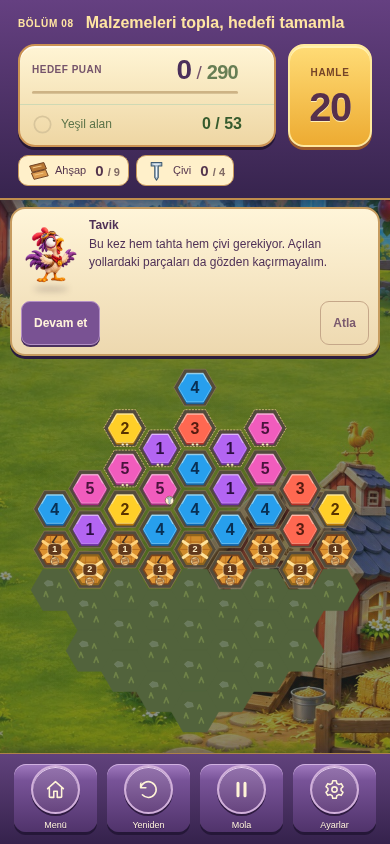 BÖLÜM 08 Malzemeleri topla, hedefi tamamla
HEDEF PUAN 0 / 290
Yeşil alan 0 / 53
HAMLE
20
Ahşap 0 / 9 Çivi 0 / 4
Tavik
Bu kez hem tahta hem çivi gerekiyor. Açılan
yollardaki parçaları da gözden kaçırmayalım.
Devam et Atla
4
2 3 5
1 1
5 4 5
5 5 1 3
4 2 4 4 2
1 4 4 3
1 1 2 1 1
2 1 1 2
Menü Yeniden Mola Ayarlar